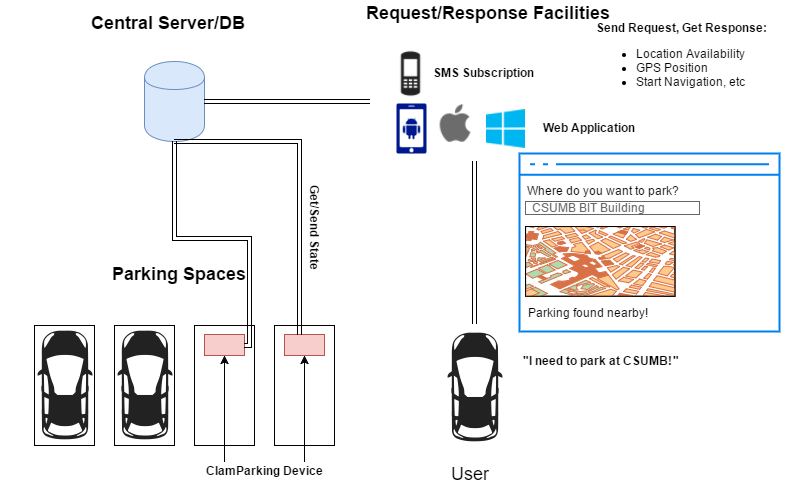 Central Server/DB
Request/Response Facilities
Send Request, Get Response:
Location Availability
GPS Position
Start Navigation, etc
SMS Subscription
Web Application
Where do you want to park?
CSUMB BIT Building
Parking found nearby!
Get/Send State
Parking Spaces
"I need to park at CSUMB!"
ClamParking Device
User